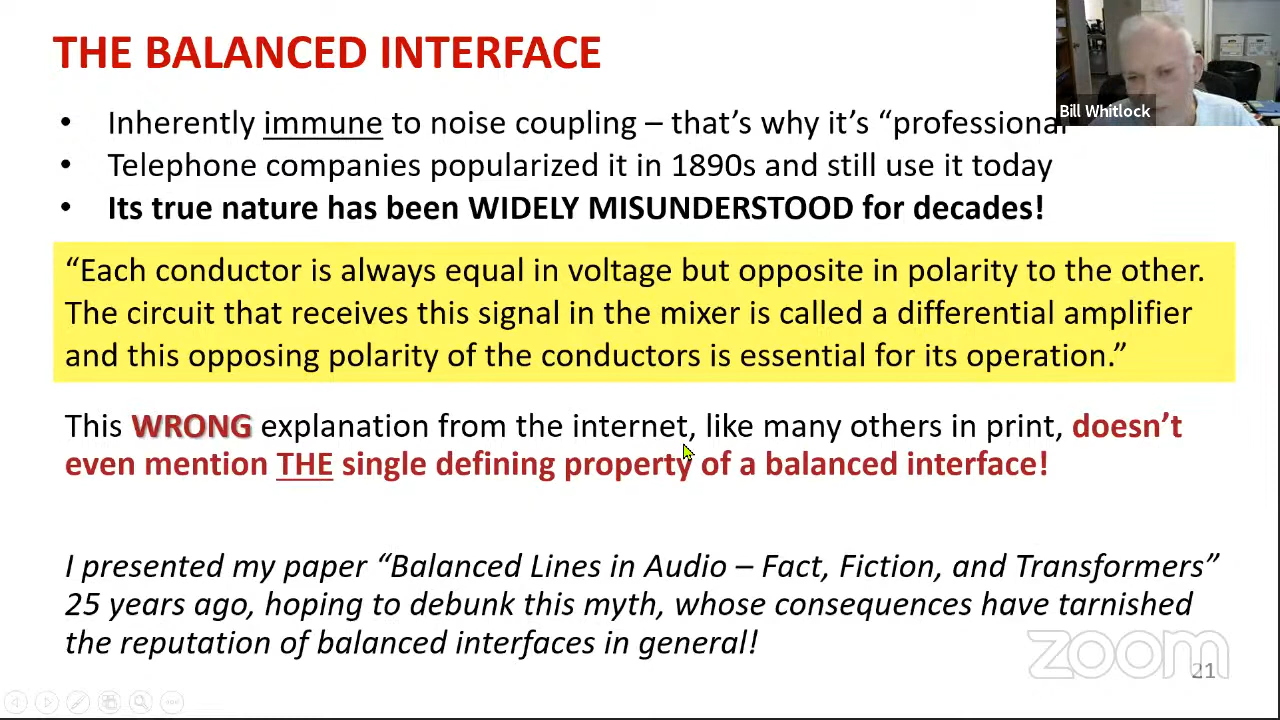 THE BALANCED INTERFACE
Bill Whitlock
• Inherently immune to noise coupling – that's why it's “professional
• Telephone companies popularized it in 1890s and still use it today
• Its true nature has been WIDELY MISUNDERSTOOD for decades!
“Each conductor is always equal in voltage but opposite in polarity to the other.
The circuit that receives this signal in the mixer is called a differential amplifier
and this opposing polarity of the conductors is essential for its operation.”
This WRONG explanation from the internet, like many others in print, doesn't
even mention THE single defining property of a balanced interface!
I presented my paper “Balanced Lines in Audio – Fact, Fiction, and Transformers”
25 years ago, hoping to debunk this myth, whose consequences have tarnished
the reputation of balanced interfaces in general!
zoom
21